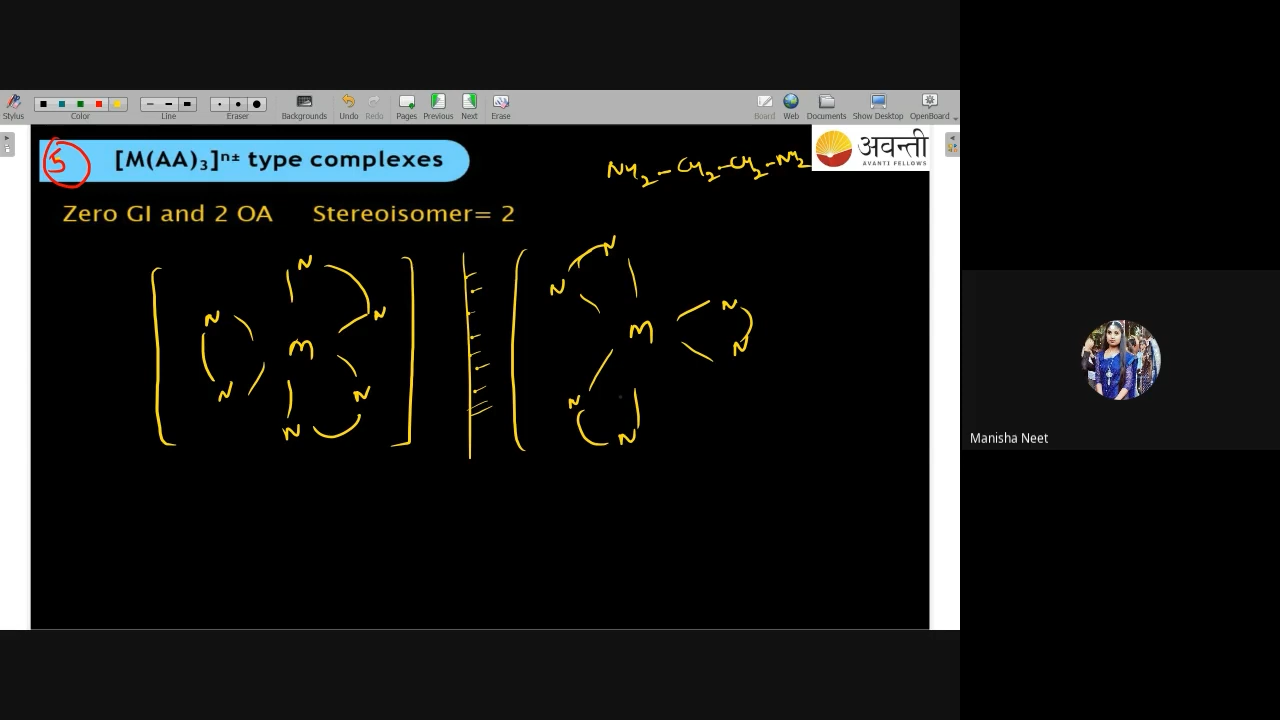 Stylus
Color
Line
Eraser
Backgrounds
Undo
Redo
Pages
Previous
Next
Erase
Board
Web
Documents
Show Desktop
OpenBoard
5
[M(AA)₃]ⁿ± type complexes
NH₂-CH₂-CH₂-NH₂
अवन्ती
AVANTI FELLOWS
Zero GI and 2 OA Stereoisomer= 2
N
N
N
M
N
N
N
N
N
N
M
N
N
N
Manisha Neet